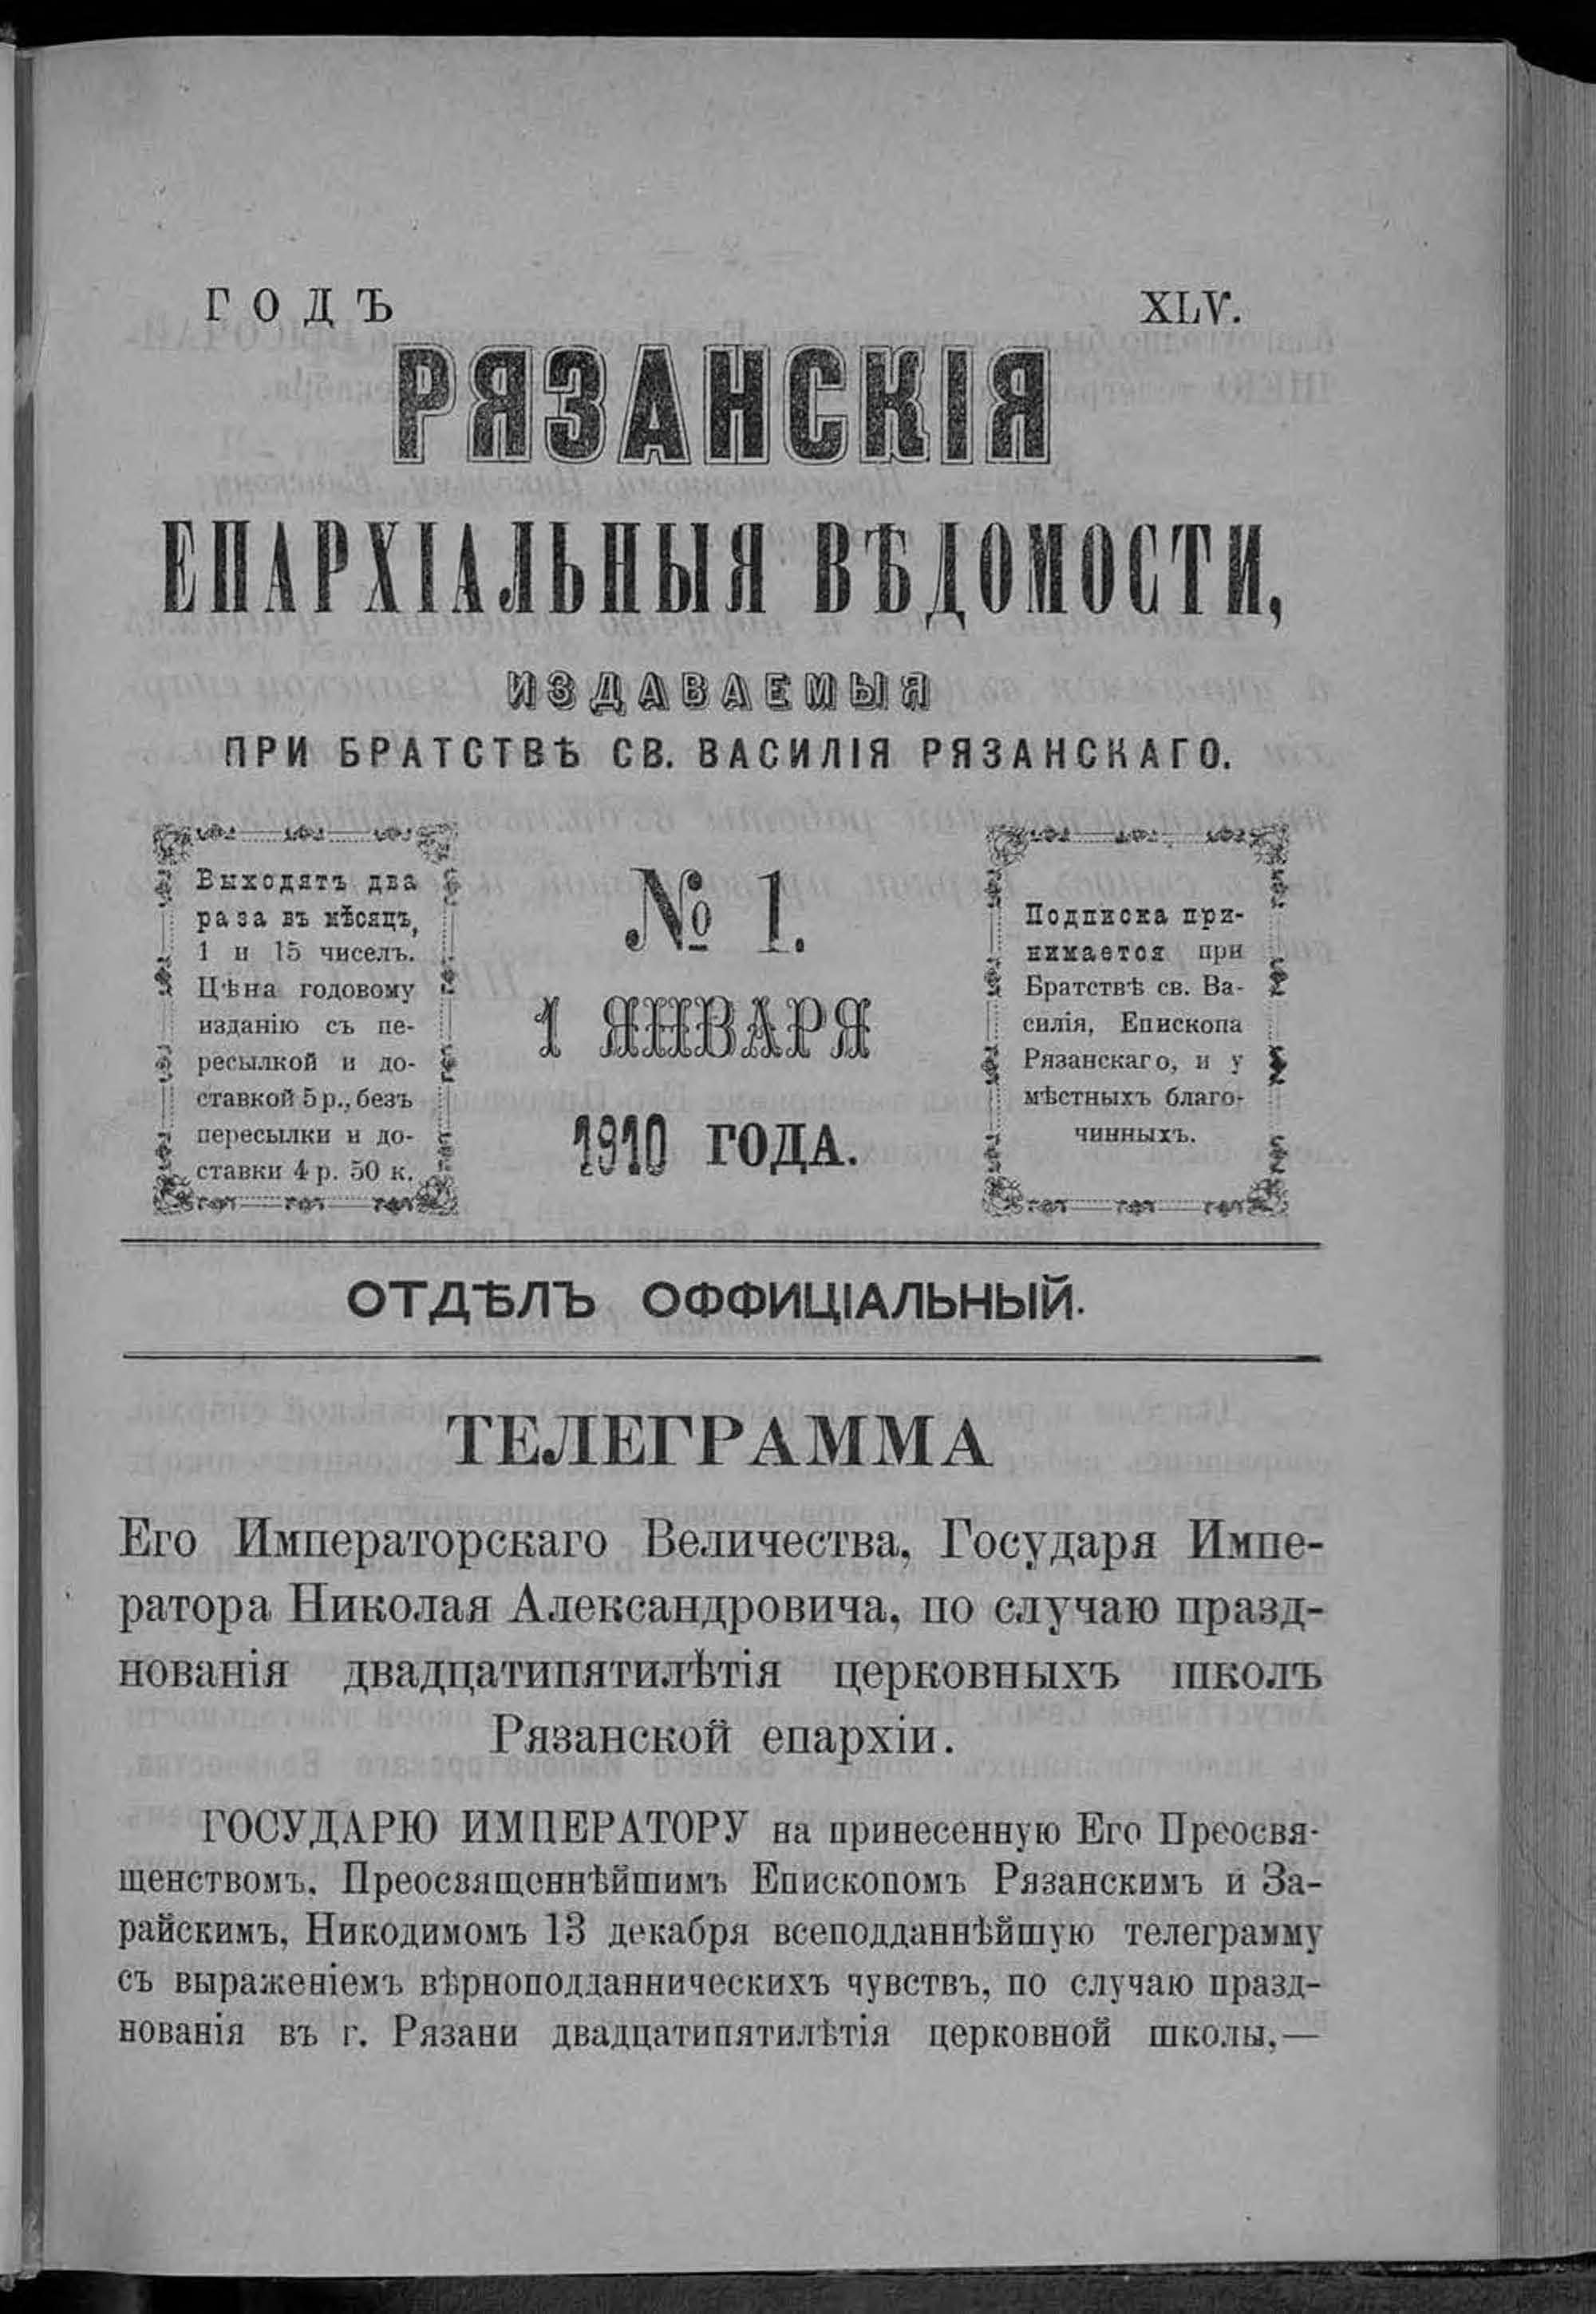 ГОДЪ XLV.
РЯЗАНСКІЯ
ЕПАРХІАЛЬНЫЯ ВѢДОМОСТИ,
ИЗДАВАЕМЫЯ
ПРИ БРАТСТВѢ СВ. ВАСИЛІЯ РЯЗАНСКАГО.
Выходятъ два
раза въ мѣсяцъ,
1 и 15 чиселъ.
Цѣна годовому
изданію съ пе-
ресылкой и до-
ставкой 5 р., безъ
пересылки и до-
ставки 4 р. 50 к.
№ 1.
1 ЯНВАРЯ
1910 ГОДА.
Подписка при-
нимается при
Братствѣ св. Ва-
силія, Епископа
Рязанскаго, и у
мѣстныхъ благо-
чинныхъ.
ОТДѢЛЪ ОФФИЦІАЛЬНЫЙ.
ТЕЛЕГРАММА
Его Императорскаго Величества, Государя Импе-
ратора Николая Александровича, по случаю празд-
нованія двадцатипятилѣтія церковныхъ школъ
Рязанской епархіи.
ГОСУДАРЮ ИМПЕРАТОРУ на принесенную Его Преосвя-
щенствомъ, Преосвященнѣйшимъ Епископомъ Рязанскимъ и За-
райскимъ, Никодимомъ 13 декабря всеподданнѣйшую телеграмму
съ выраженіемъ вѣрноподданническихъ чувствъ, по случаю празд-
нованія въ г. Рязани двадцатипятилѣтія церковной школы,—